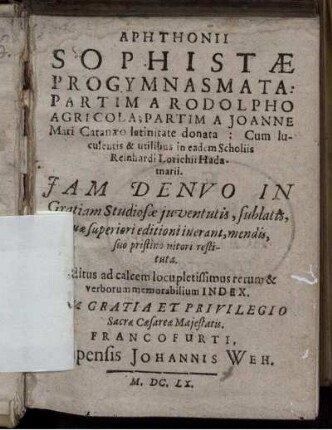 APHTHONII
SOPHISTÆ
PROGYMNASMATA:
PARTIM A RODOLPHO
AGRICOLA: PARTIM A JOANNE
Mari Catanæo latinitate donata : Cum lu-
culentis & utilibus in eadem Scholiis
Reinhardi Lorichii Hada-
marii.
JAM DENVO IN
Gratiam Studiosæ juventutis, sublatis,
superiori editioni inerant, mendis,
suo pristino nitori resti-
tuta.
ditus ad calcem locupletissimus rerum &
verborum memorabilium INDEX.
GRATIA ET PRIVILEGIO
Sacræ Cæsareæ Majestatis.
FRANCOFURTI,
pensis JOHANNIS WEH.
M. DC. LX.